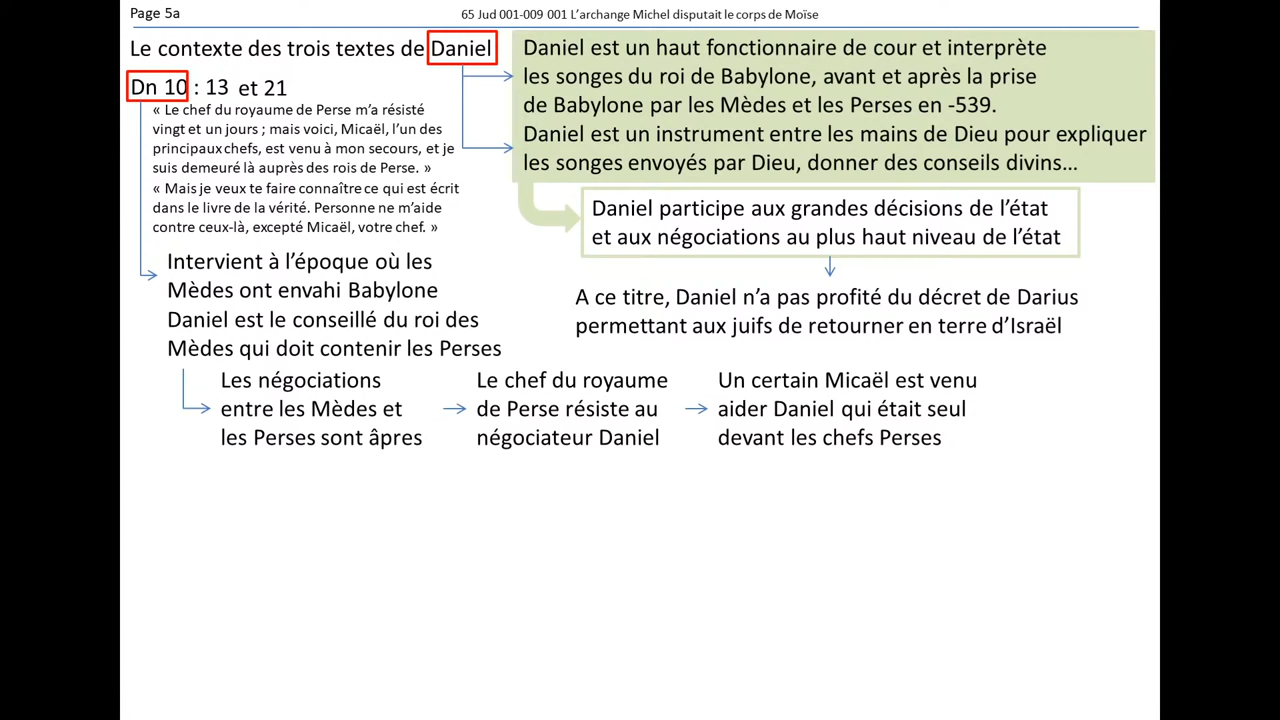 Page 5a
65 Jud 001-009 001 L’archange Michel disputait le corps de Moïse
Le contexte des trois textes de Daniel
Dn 10 : 13 et 21
« Le chef du royaume de Perse m’a résisté
vingt et un jours ; mais voici, Micaël, l’un des
principaux chefs, est venu à mon secours, et je
suis demeuré là auprès des rois de Perse. »
« Mais je veux te faire connaître ce qui est écrit
dans le livre de la vérité. Personne ne m’aide
contre ceux-là, excepté Micaël, votre chef. »
Daniel est un haut fonctionnaire de cour et interprète
les songes du roi de Babylone, avant et après la prise
de Babylone par les Mèdes et les Perses en -539.
Daniel est un instrument entre les mains de Dieu pour expliquer
les songes envoyés par Dieu, donner des conseils divins…
Daniel participe aux grandes décisions de l’état
et aux négociations au plus haut niveau de l’état
A ce titre, Daniel n’a pas profité du décret de Darius
permettant aux juifs de retourner en terre d’Israël
Intervient à l’époque où les
Mèdes ont envahi Babylone
Daniel est le conseillé du roi des
Mèdes qui doit contenir les Perses
Les négociations
entre les Mèdes et
les Perses sont âpres
Le chef du royaume
de Perse résiste au
négociateur Daniel
Un certain Micaël est venu
aider Daniel qui était seul
devant les chefs Perses